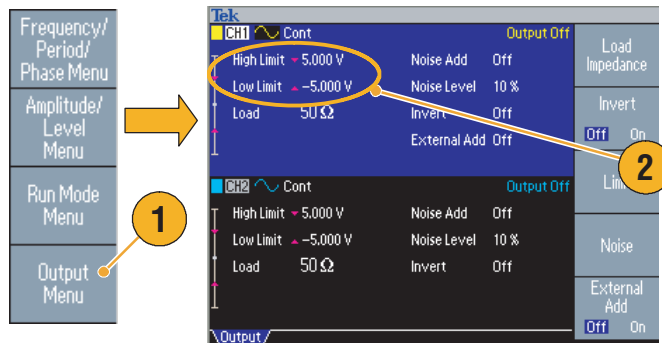 Frequency/
Period/
Phase Menu
Amplitude/
Level
Menu
Run Mode
Menu
Output
Menu
1
Tek
CH1 Cont Output Off
High Limit 5.000 V Noise Add Off
Low Limit -5.000 V Noise Level 10 %
Load 50 Ω Invert Off
External Add Off
CH2 Cont Output Off
High Limit 5.000 V Noise Add Off
Low Limit -5.000 V Noise Level 10 %
Load 50 Ω Invert Off
Output
Load
Impedance
Invert
Off On
2
Noise
External
Add
Off On